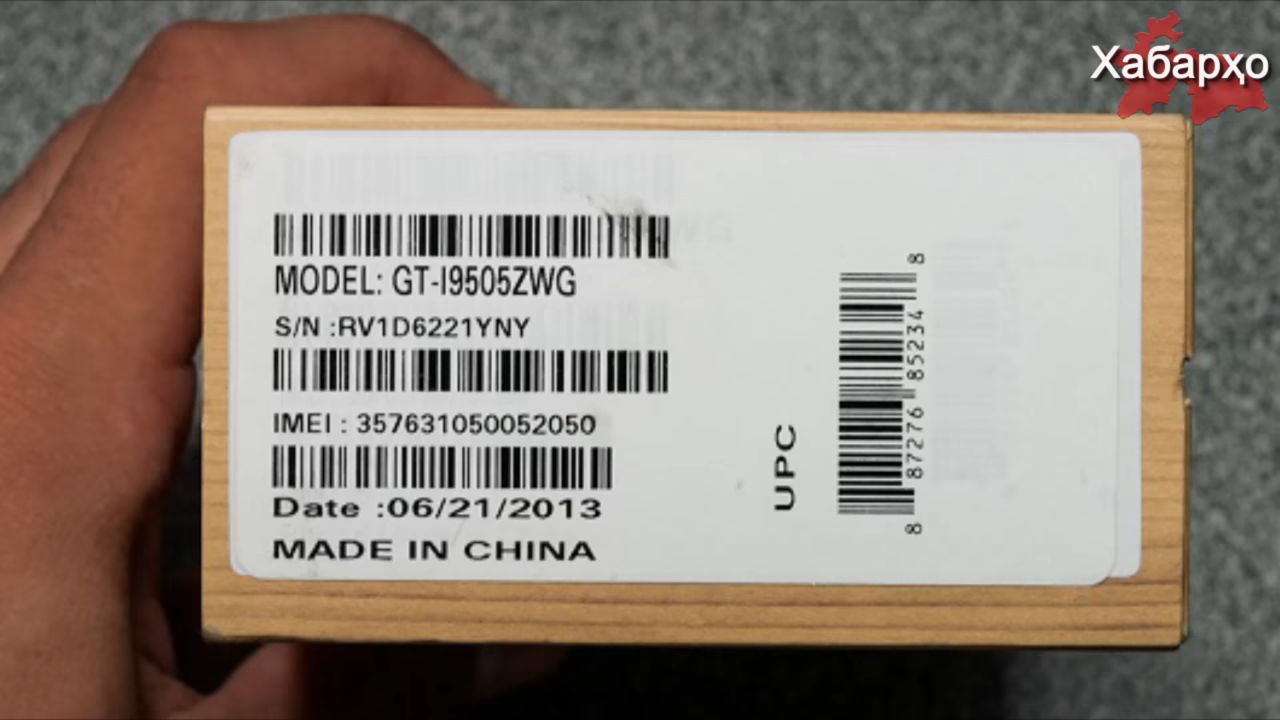 Хабарҳо
MODEL: GT-I9505ZWG
S/N :RV1D6221YNY
IMEI : 357631050052050
Date :06/21/2013
MADE IN CHINA
UPC
8 87276 85234 8